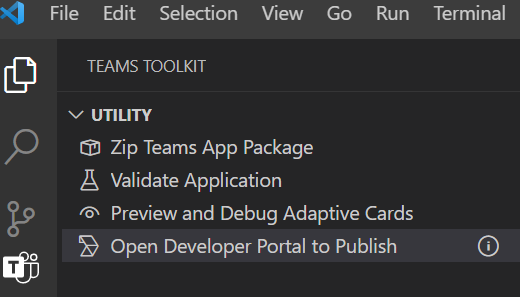 File Edit Selection View Go Run Terminal
TEAMS TOOLKIT
UTILITY
Zip Teams App Package
Validate Application
Preview and Debug Adaptive Cards
Open Developer Portal to Publish
T